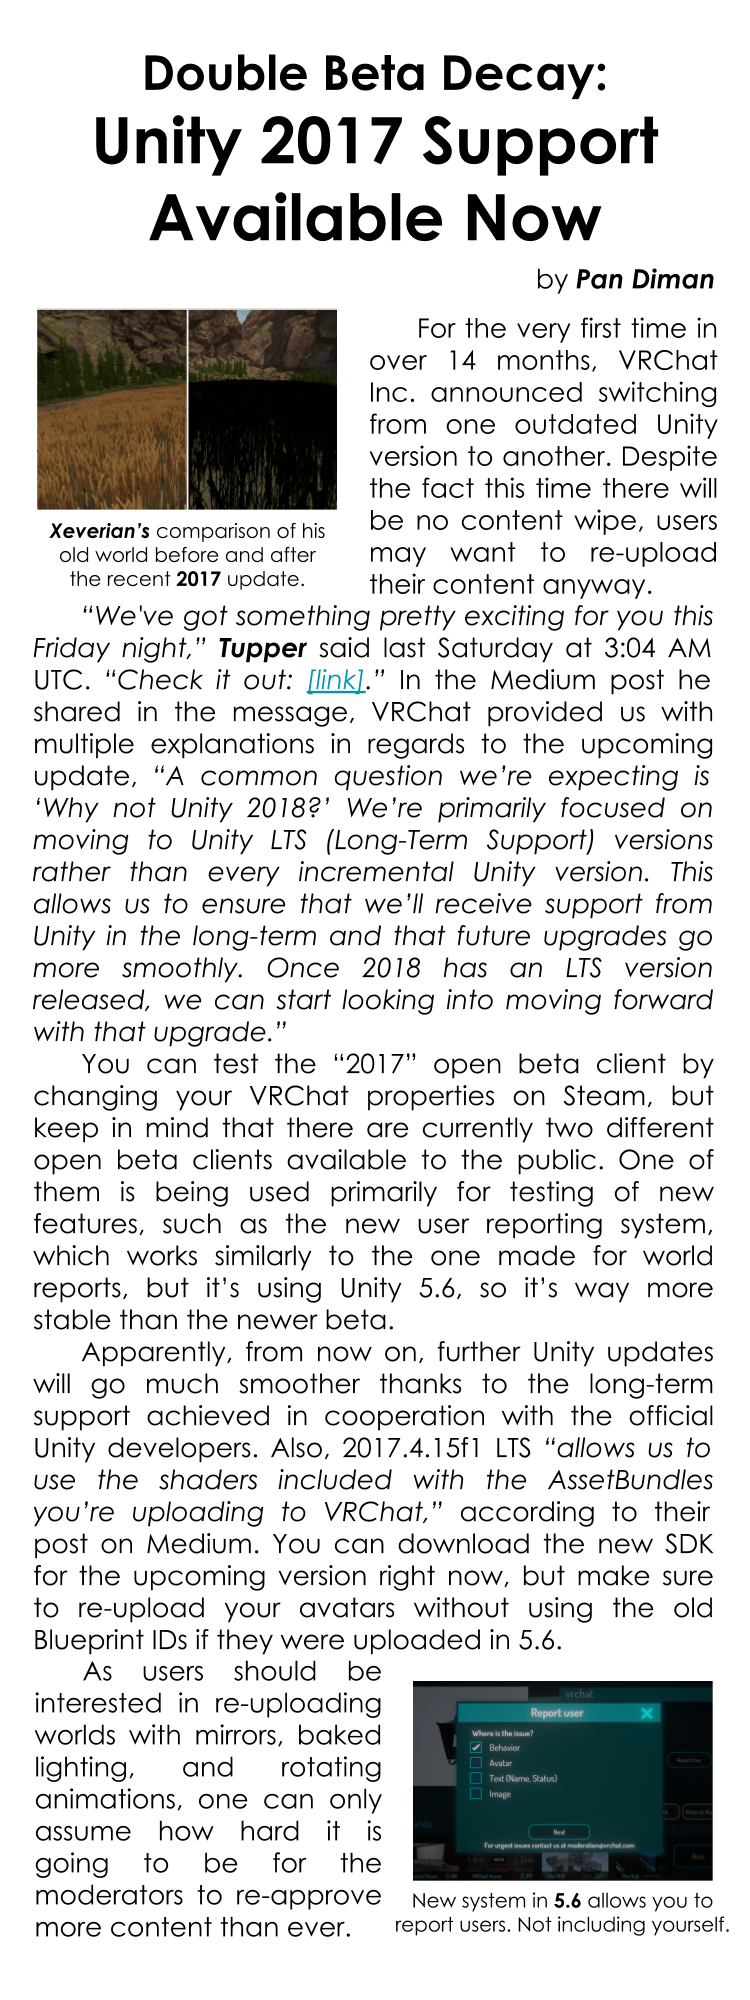 Double Beta Decay:
Unity 2017 Support
Available Now
by Pan Diman
Xeverian’s comparison of his
old world before and after
the recent 2017 update.
For the very first time in
over 14 months, VRChat
Inc. announced switching
from one outdated Unity
version to another. Despite
the fact this time there will
be no content wipe, users
may want to re-upload
their content anyway.
“We've got something pretty exciting for you this
Friday night,” Tupper said last Saturday at 3:04 AM
UTC. “Check it out: [link].” In the Medium post he
shared in the message, VRChat provided us with
multiple explanations in regards to the upcoming
update, “A common question we’re expecting is
‘Why not Unity 2018?’ We’re primarily focused on
moving to Unity LTS (Long-Term Support) versions
rather than every incremental Unity version. This
allows us to ensure that we’ll receive support from
Unity in the long-term and that future upgrades go
more smoothly. Once 2018 has an LTS version
released, we can start looking into moving forward
with that upgrade.”
You can test the “2017” open beta client by
changing your VRChat properties on Steam, but
keep in mind that there are currently two different
open beta clients available to the public. One of
them is being used primarily for testing of new
features, such as the new user reporting system,
which works similarly to the one made for world
reports, but it’s using Unity 5.6, so it’s way more
stable than the newer beta.
Apparently, from now on, further Unity updates
will go much smoother thanks to the long-term
support achieved in cooperation with the official
Unity developers. Also, 2017.4.15f1 LTS “allows us to
use the shaders included with the AssetBundles
you’re uploading to VRChat,” according to their
post on Medium. You can download the new SDK
for the upcoming version right now, but make sure
to re-upload your avatars without using the old
Blueprint IDs if they were uploaded in 5.6.
As users should be
interested in re-uploading
worlds with mirrors, baked
lighting, and rotating
animations, one can only
assume how hard it is
going to be for the
moderators to re-approve
more content than ever.
vrchat
Report user
Where is the issue?
Behavior
Avatar
Text (Name, Status)
Image
Next
For urgent issues contact us at moderation@vrchat.com
Report User
Back
New system in 5.6 allows you to
report users. Not including yourself.